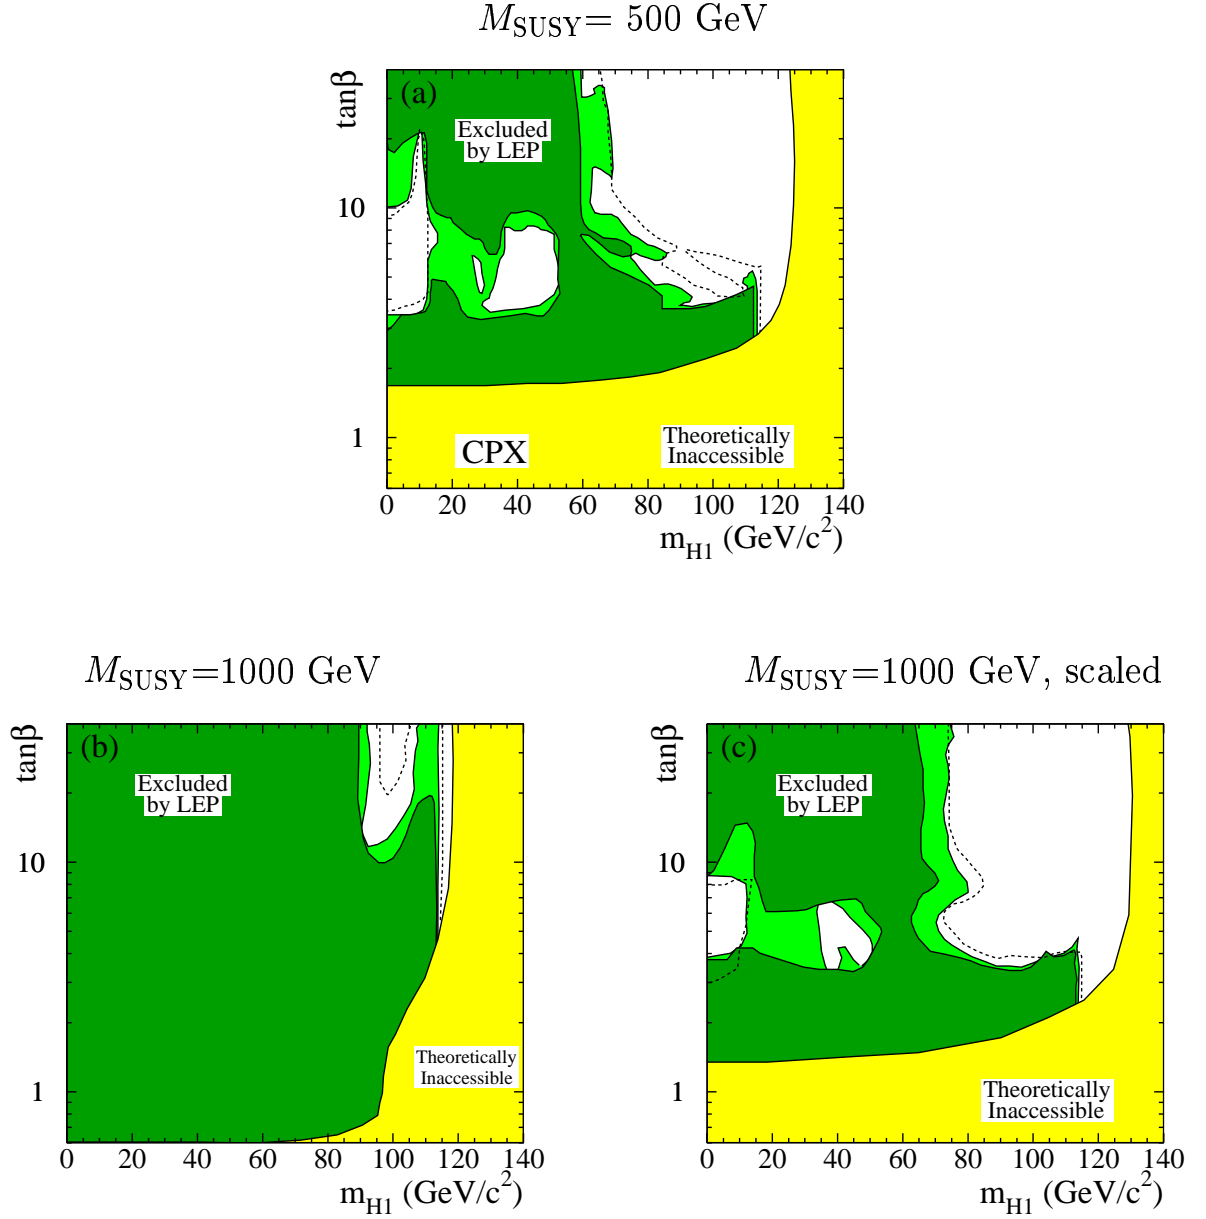 M_SUSY= 500 GeV
tanβ
(a)
Excluded
by LEP
10
1
CPX
Theoretically
Inaccessible
0 20 40 60 80 100 120 140
m_H1 (GeV/c²)
M_SUSY=1000 GeV
tanβ
(b)
Excluded
by LEP
10
1
Theoretically
Inaccessible
0 20 40 60 80 100 120 140
m_H1 (GeV/c²)
M_SUSY=1000 GeV, scaled
tanβ
(c)
Excluded
by LEP
10
1
Theoretically
Inaccessible
0 20 40 60 80 100 120 140
m_H1 (GeV/c²)